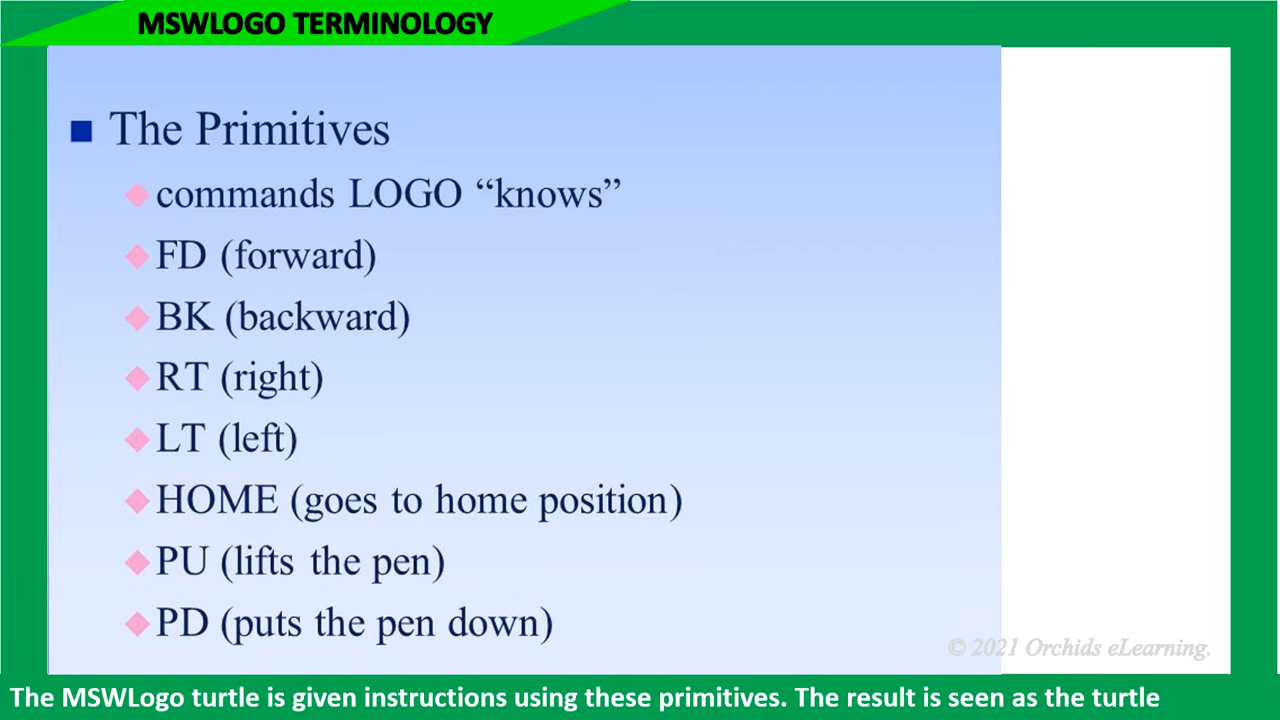 MSWLOGO TERMINOLOGY
The Primitives
commands LOGO “knows”
FD (forward)
BK (backward)
RT (right)
LT (left)
HOME (goes to home position)
PU (lifts the pen)
PD (puts the pen down)
© 2021 Orchids eLearning.
The MSWLogo turtle is given instructions using these primitives. The result is seen as the turtle